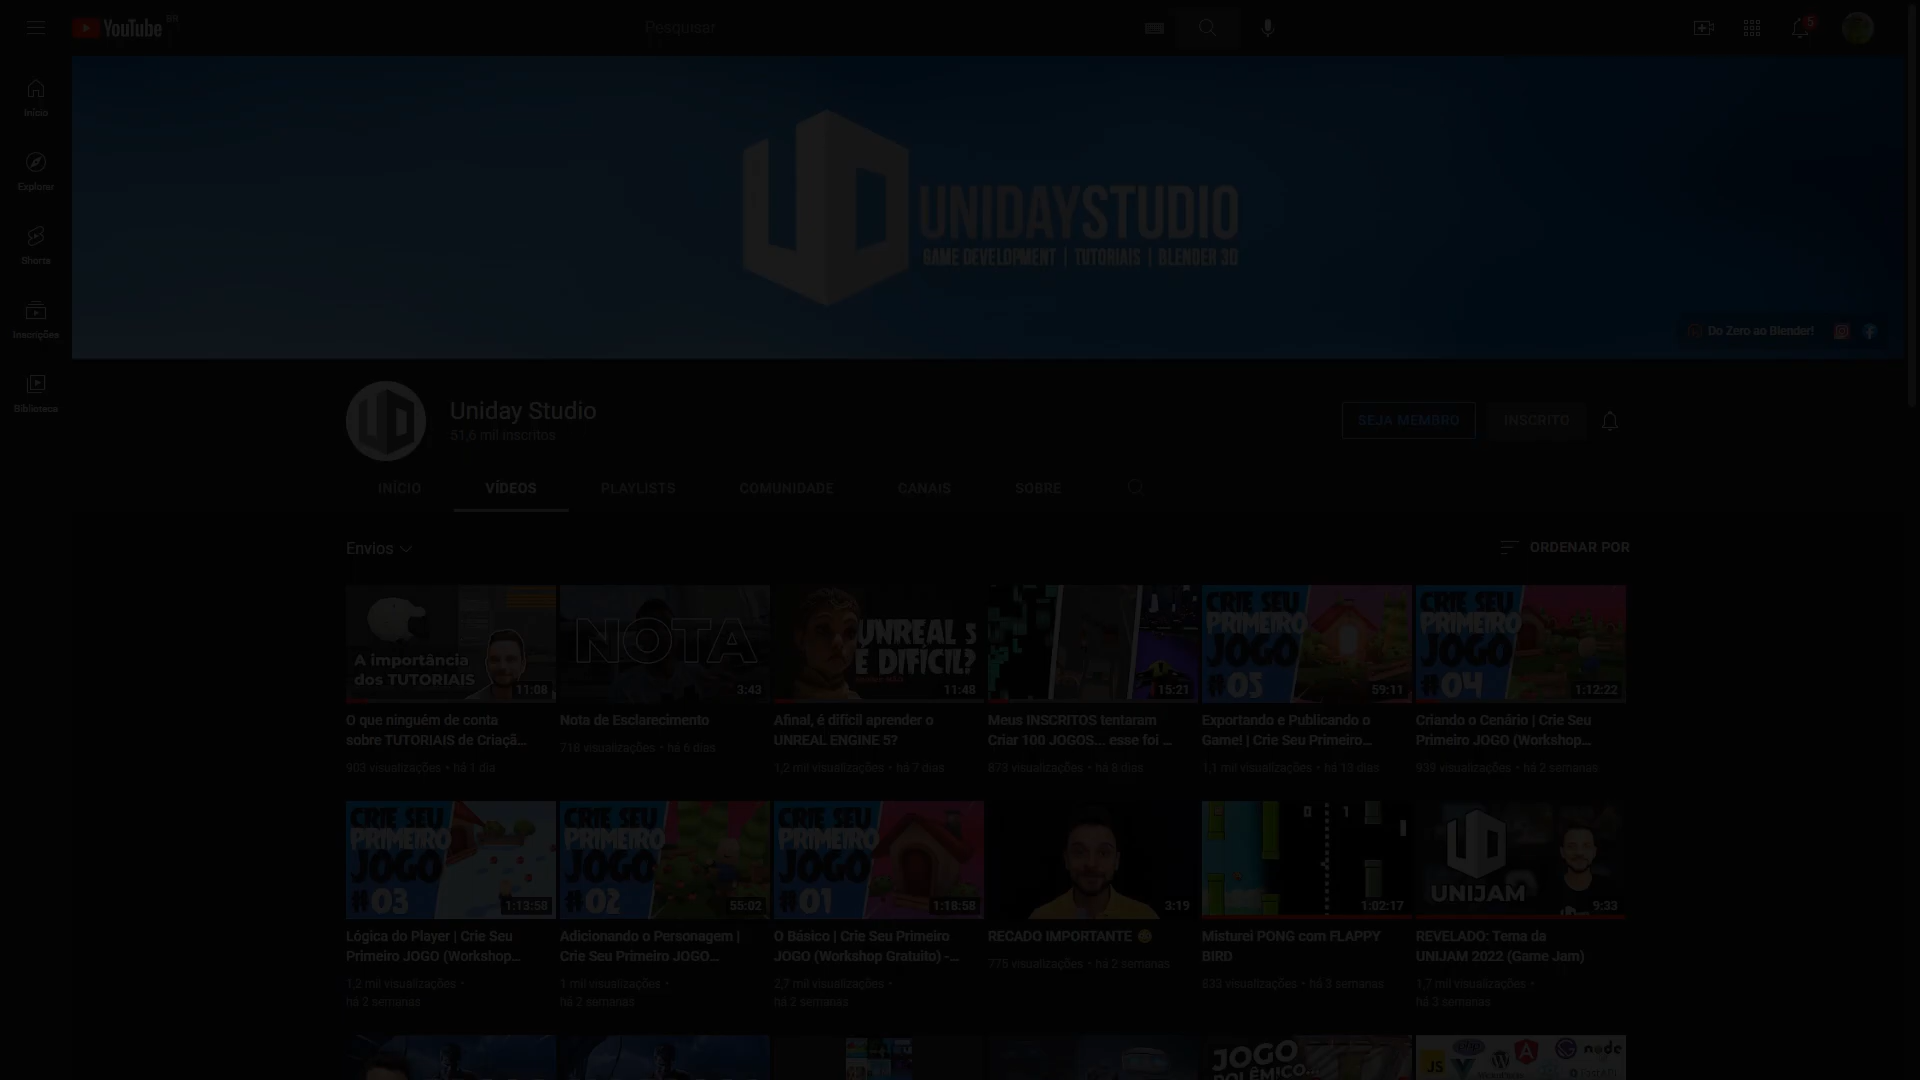 YouTube BR
Pesquisar
5
Início
Explorar
Shorts
Inscrições
Biblioteca
UNIDAYSTUDIO
GAME DEVELOPMENT | TUTORIAIS | BLENDER 3D
Do Zero ao Blender!
Uniday Studio
51,6 mil inscritos
SEJA MEMBRO
INSCRITO
INÍCIO VÍDEOS PLAYLISTS COMUNIDADE CANAIS SOBRE
Envios
ORDENAR POR
A importância
dos TUTORIAIS
11:08
O que ninguém de conta
sobre TUTORIAIS de Criaçã...
903 visualizações • há 1 dia
NOTA
3:43
Nota de Esclarecimento
718 visualizações • há 6 dias
UNREAL 5
É DIFÍCIL?
11:48
Afinal, é difícil aprender o
UNREAL ENGINE 5?
1,2 mil visualizações • há 7 dias
15:21
Meus INSCRITOS tentaram
Criar 100 JOGOS... esse foi ...
873 visualizações • há 8 dias
CRIE SEU
PRIMEIRO
JOGO
#05
59:11
Exportando e Publicando o
Game! | Crie Seu Primeiro...
1,1 mil visualizações • há 13 dias
CRIE SEU
PRIMEIRO
JOGO
#04
1:12:22
Criando o Cenário | Crie Seu
Primeiro JOGO (Workshop...
939 visualizações • há 2 semanas
CRIE SEU
PRIMEIRO
JOGO
#03
1:13:58
Lógica do Player | Crie Seu
Primeiro JOGO (Workshop...
1,2 mil visualizações •
há 2 semanas
CRIE SEU
PRIMEIRO
JOGO
#02
55:02
Adicionando o Personagem |
Crie Seu Primeiro JOGO...
1 mil visualizações •
há 2 semanas
CRIE SEU
PRIMEIRO
JOGO
#01
1:18:58
O Básico | Crie Seu Primeiro
JOGO (Workshop Gratuito) -...
2,7 mil visualizações •
há 2 semanas
3:19
RECADO IMPORTANTE
775 visualizações • há 2 semanas
0 1
1:02:17
Misturei PONG com FLAPPY
BIRD
833 visualizações • há 3 semanas
UNIJAM
9:33
REVELADO: Tema da
UNIJAM 2022 (Game Jam)
1,7 mil visualizações •
há 3 semanas
JOGO
POLÊMICO...
JS
php
node
FastAPI